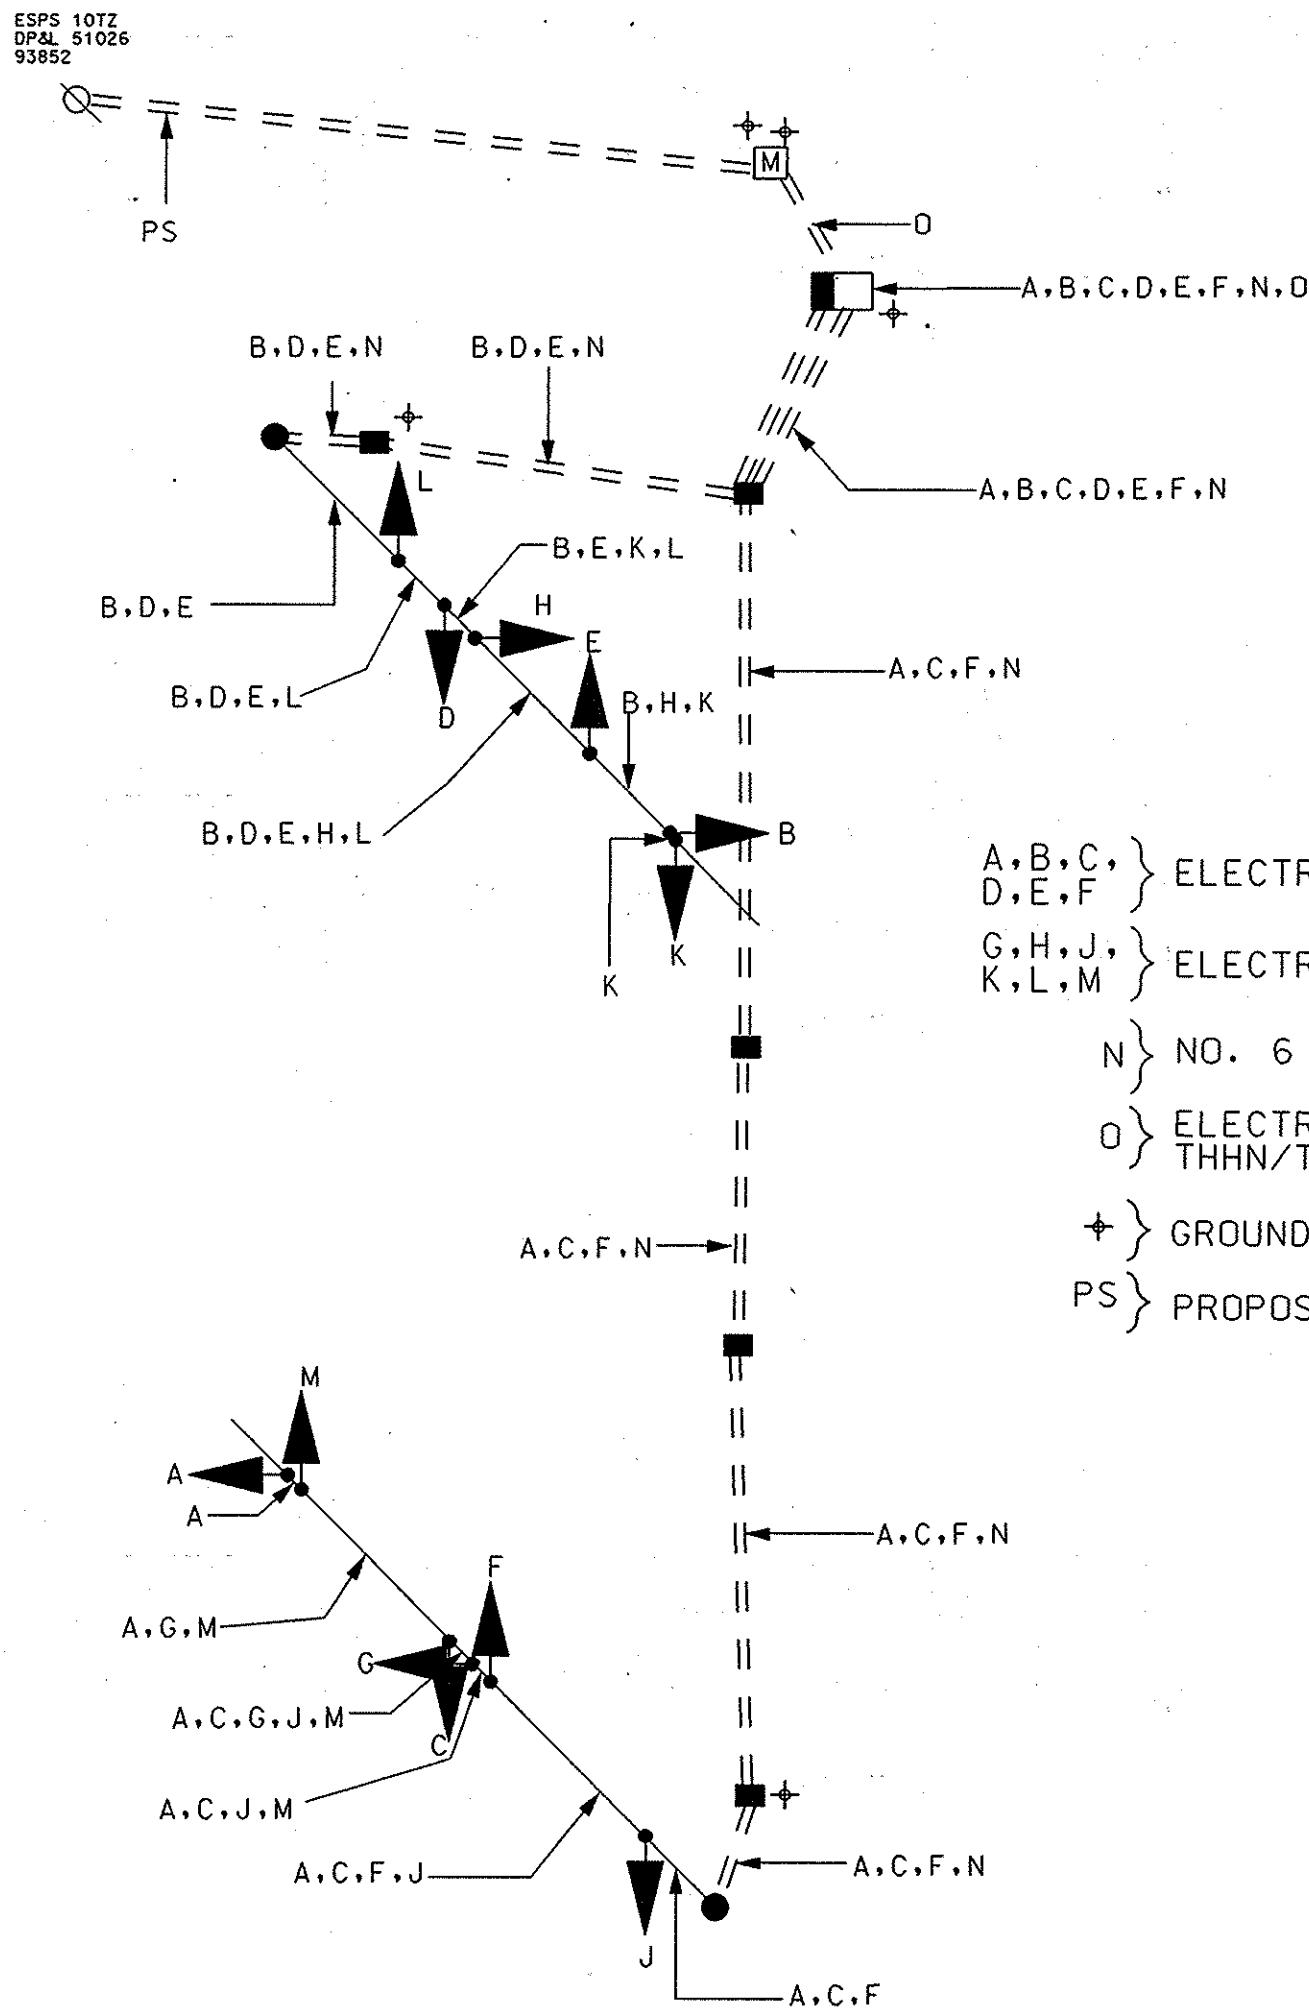 ESPS 10TZ
DP&L 51026
93852
M
PS
O
A,B,C,D,E,F,N,O
B,D,E,N
B,D,E,N
L
A,B,C,D,E,F,N
B,E,K,L
B,D,E
H
E
A,C,F,N
B,D,E,L
D
B,H,K
B,D,E,H,L
B
K
K
A,B,C,
D,E,F } ELECTR
G,H,J,
K,L,M } ELECTR
N } NO. 6
O } ELECTR
THHN/T
} GROUND
PS } PROPOS
A,C,F,N
M
A
A
A,C,F,N
F
A,G,M
G
A,C,G,J,M
C
A,C,J,M
A,C,F,J
A,C,F,N
J
A,C,F